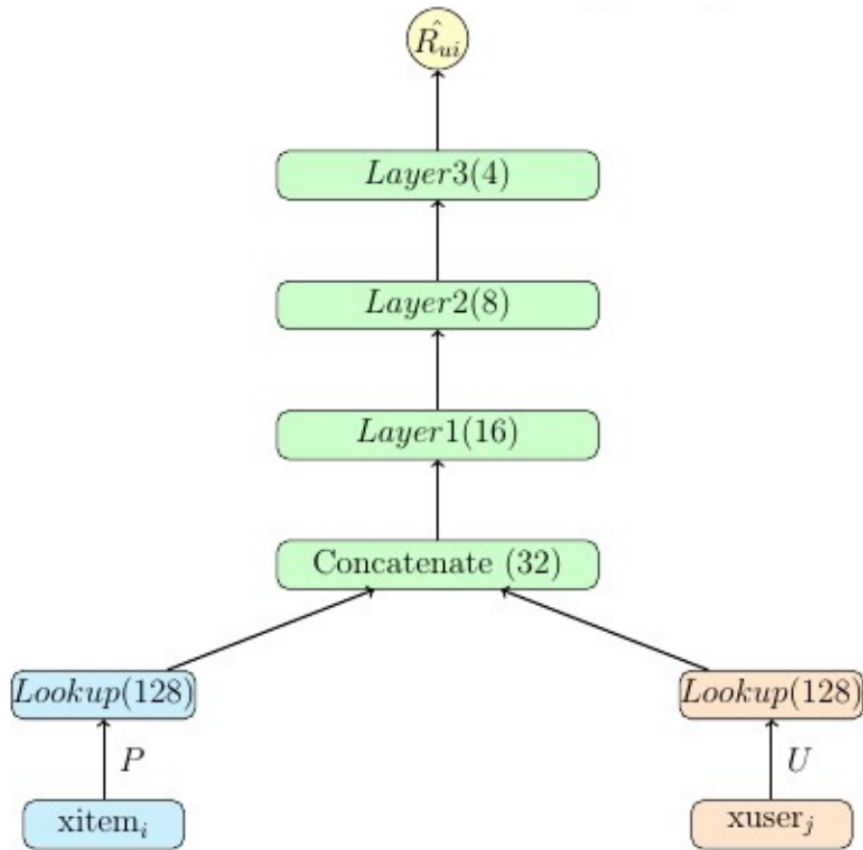 R̂ᵤᵢ
Layer3(4)
Layer2(8)
Layer1(16)
Concatenate (32)
Lookup(128) Lookup(128)
P U
xitemᵢ xuserⱼ